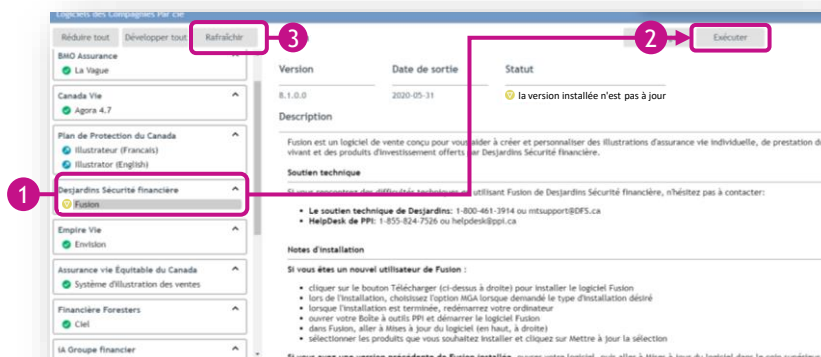 Logiciels des Compagnies Par clé
Réduire tout Développer tout Rafraîchir
3
2
Exécuter
BMO Assurance
La Vague
Canada Vie
Agora 4.7
Plan de Protection du Canada
Illustrateur (Francais)
Illustrator (English)
1
Desjardins Sécurité financière
Fusion
Empire Vie
Envision
Assurance vie Équitable du Canada
Système d'illustration des ventes
Financière Foresters
Ciel
iA Groupe financier
Version Date de sortie Statut
8.1.0.0 2020-05-31 la version installée n'est pas à jour
Description
Fusion est un logiciel de vente conçu pour vous aider à créer et personnaliser des illustrations d'assurance vie individuelle, de prestation du
vivant et des produits d'investissement offerts par Desjardins Sécurité financière.
Soutien technique
Si vous rencontrez des difficultés techniques en utilisant Fusion de Desjardins Sécurité financière, n'hésitez pas à contacter:
• Le soutien technique de Desjardins: 1-800-461-3914 ou mtsupport@DFS.ca
• HelpDesk de PPI: 1-855-824-7526 ou helpdesk@ppi.ca
Notes d'installation
Si vous êtes un nouvel utilisateur de Fusion :
• cliquer sur le bouton Télécharger (ci-dessus à droite) pour installer le logiciel Fusion
• lors de l'installation, choisissez l'option MGA lorsque demandé le type d'installation désiré
• lorsque l'installation est terminée, redémarrez votre ordinateur
• ouvrer votre Boîte à outils PPI et démarrer le logiciel Fusion
• dans Fusion, aller à Mises à jour du logiciel (en haut, à droite)
• sélectionner les produits que vous souhaitez installer et cliquez sur Mettre à jour la sélection